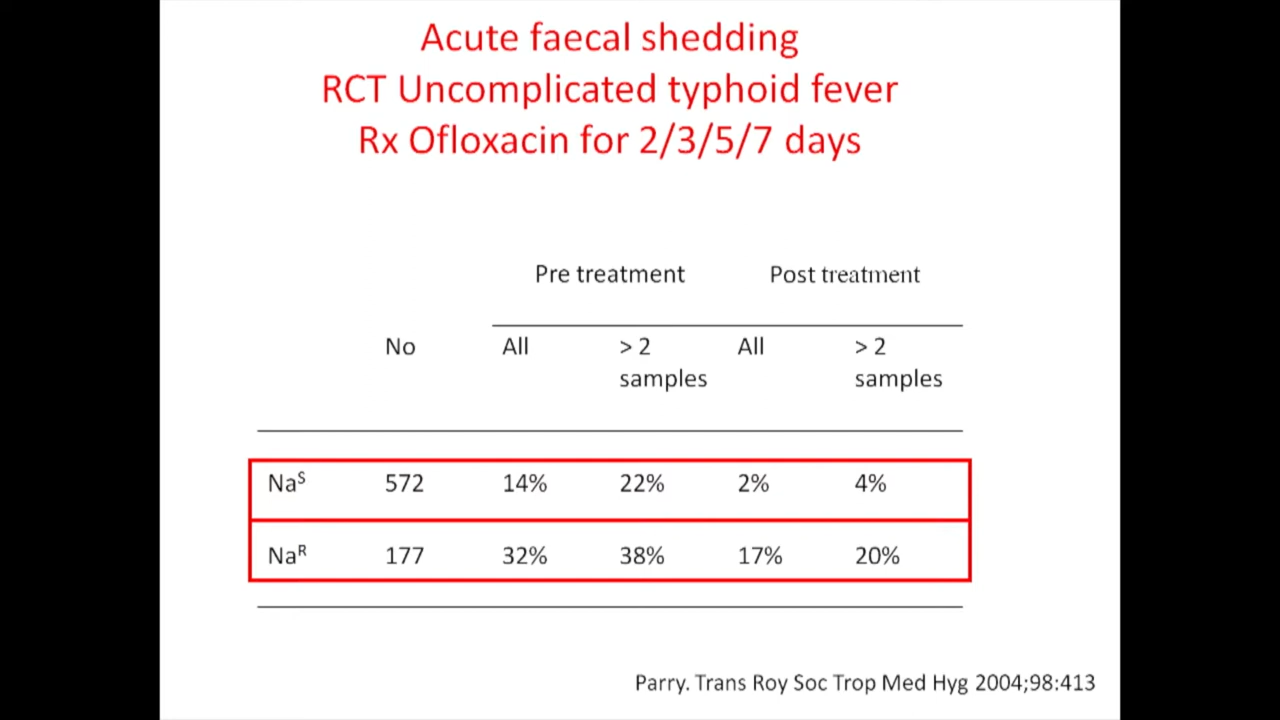 Acute faecal shedding
RCT Uncomplicated typhoid fever
Rx Ofloxacin for 2/3/5/7 days
Pre treatment Post treatment
No All > 2 All > 2
samples samples
Na^S 572 14% 22% 2% 4%
Na^R 177 32% 38% 17% 20%
Parry. Trans Roy Soc Trop Med Hyg 2004;98:413